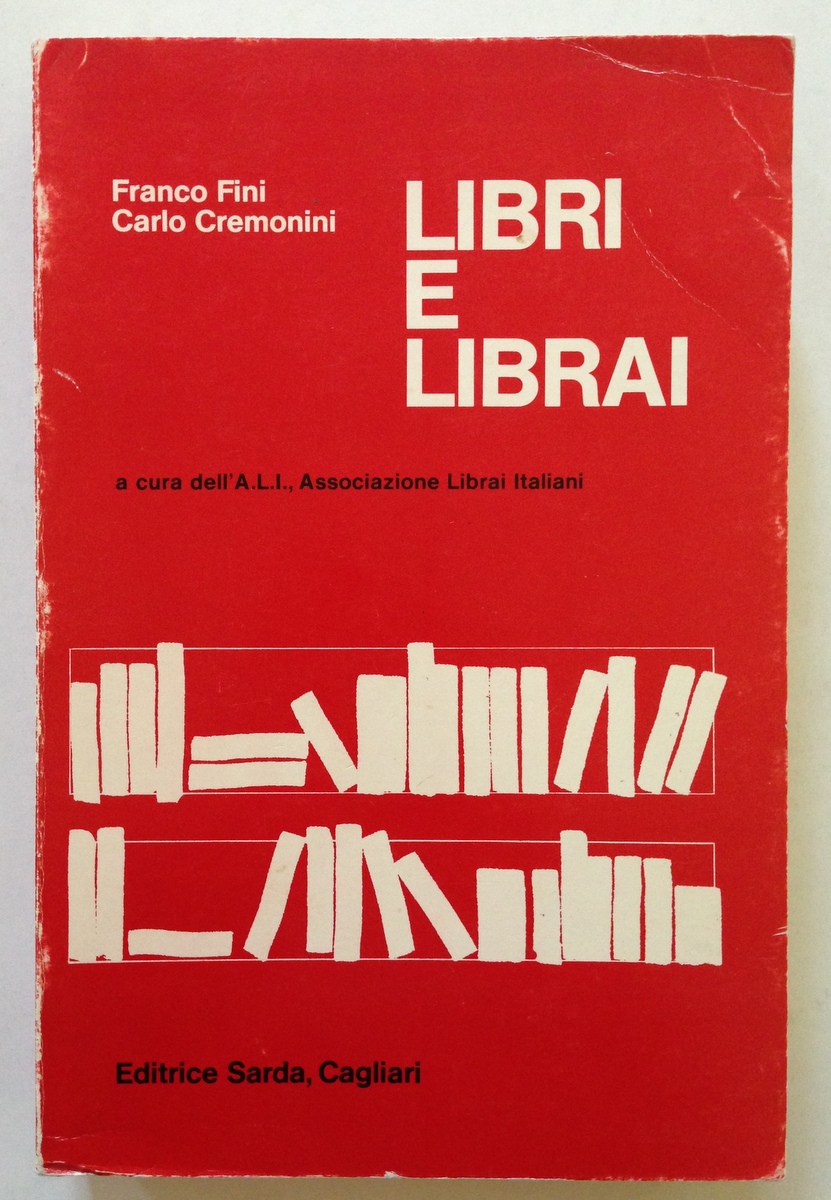 Franco Fini
Carlo Cremonini
LIBRI
E
LIBRAI
a cura dell'A.L.I., Associazione Librai Italiani
Editrice Sarda, Cagliari